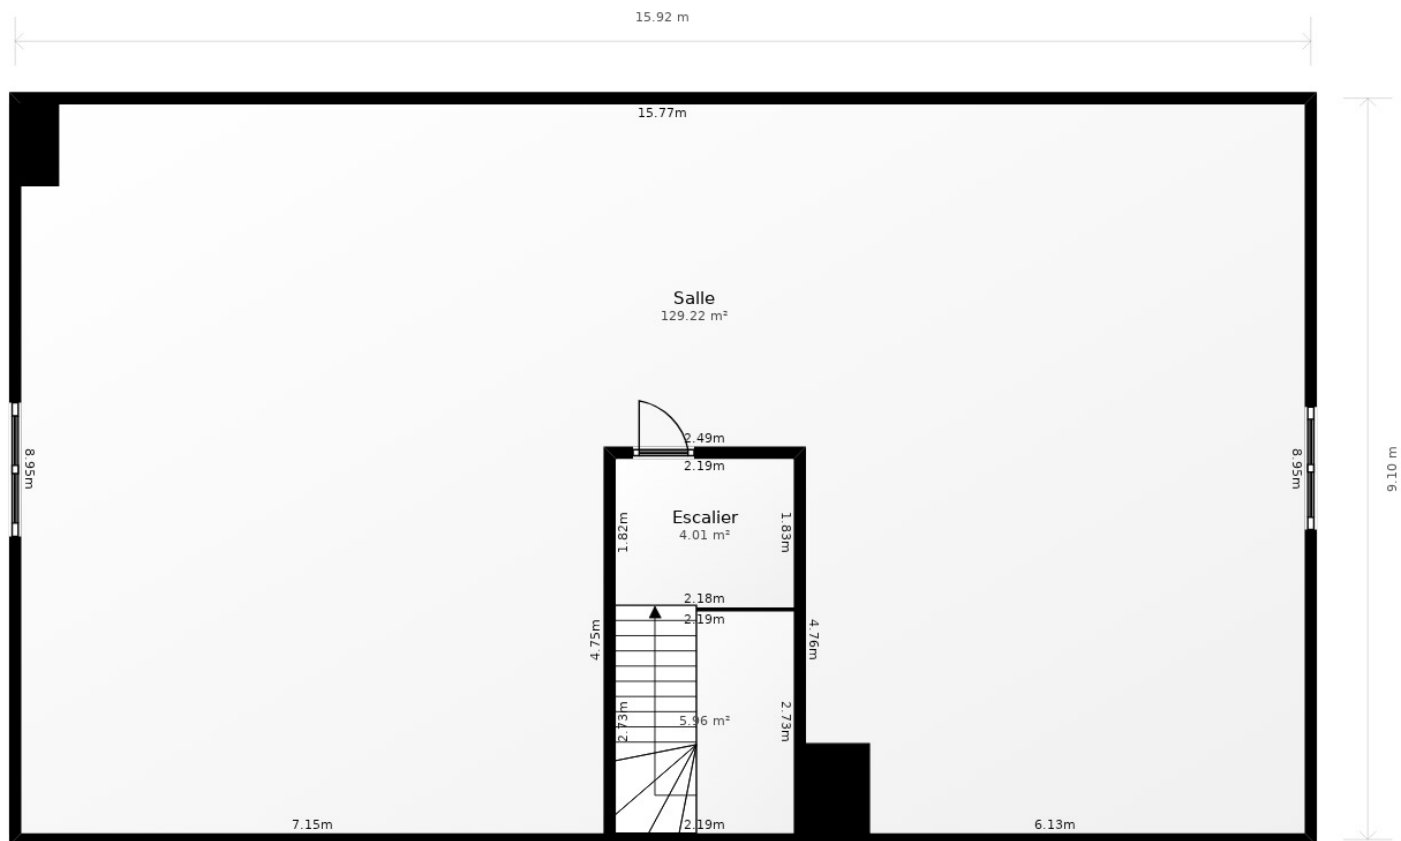 15.92 m
15.77m
Salle
129.22 m²
2.49m
2.19m
8.95m
8.95m
9.10 m
Escalier
4.01 m²
1.82m
1.83m
2.18m
2.19m
4.75m
4.76m
2.73m
5.96 m²
2.73m
7.15m
2.19m
6.13m